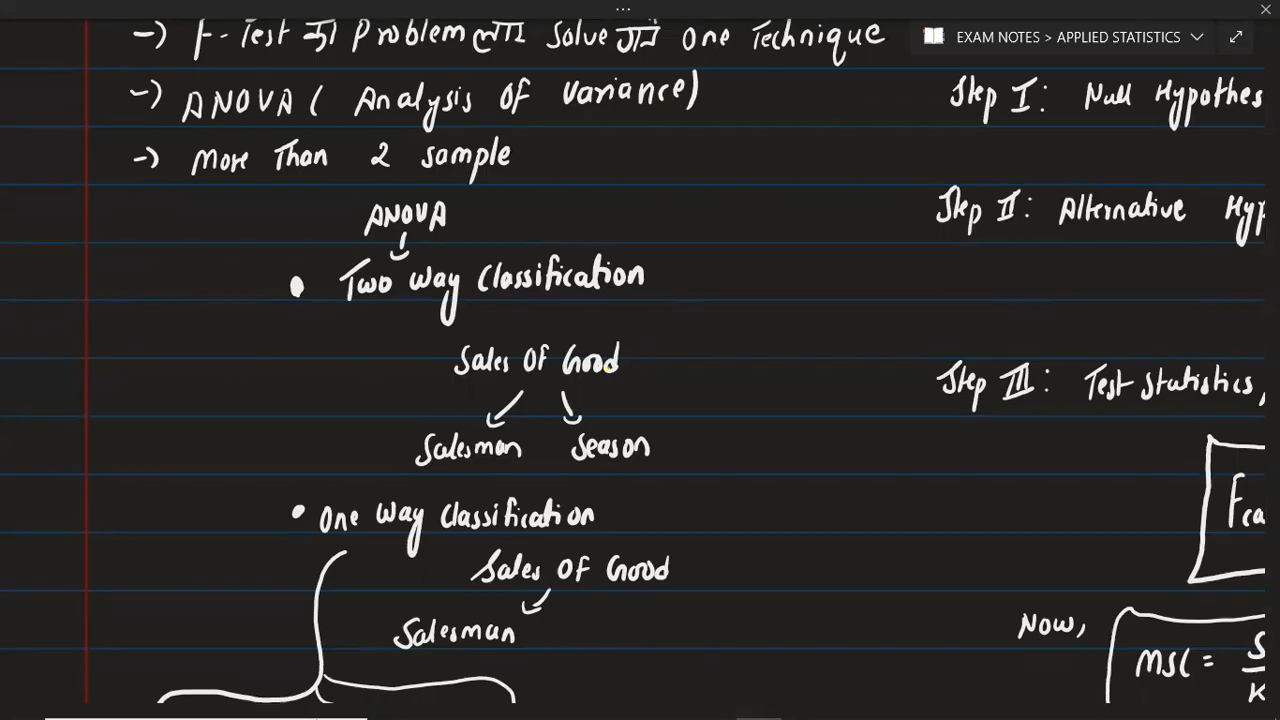 ...
EXAM NOTES > APPLIED STATISTICS
-) F-Test को Problem लाई Solve गर्ने One Technique
-) ANOVA ( Analysis Of Variance)
-) More Than 2 sample
ANOVA
• Two Way Classification
Sales Of Good
Salesman Season
• One Way Classification
Sales Of Good
Salesman
Step I: Null Hypothes
Step II: Alternative Hyp
Step III: Test Statistics,
Fca
Now,
MSC = S
K